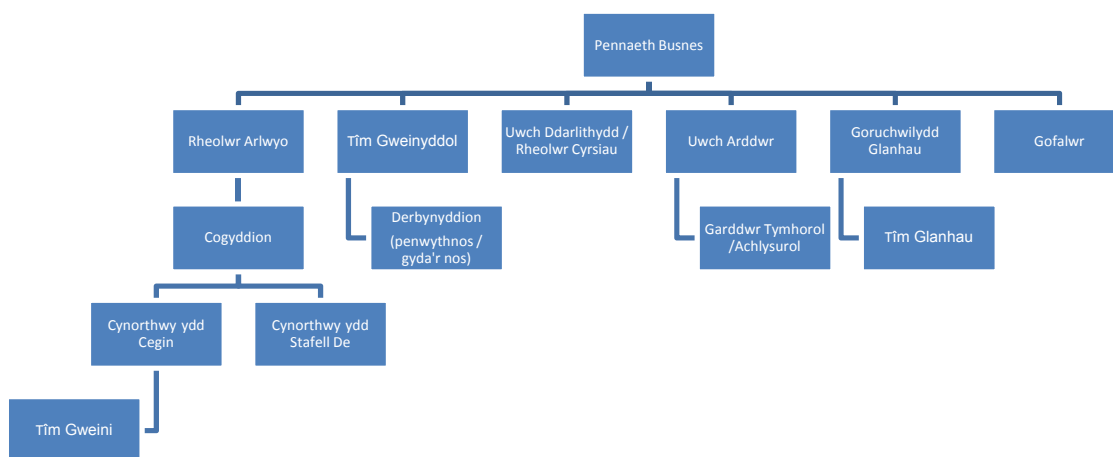 Pennaeth Busnes
Rheolwr Arlwyo
Tîm Gweinyddol
Uwch Ddarlithydd /
Rheolwr Cyrsiau
Uwch Arddwr
Goruchwilydd
Glanhau
Gofalwr
Cogyddion
Derbynyddion
(penwythnos /
gyda'r nos)
Garddwr Tymhorol
/Achlysurol
Tîm Glanhau
Cynorthwy ydd
Cegin
Cynorthwy ydd
Stafell De
Tîm Gweini